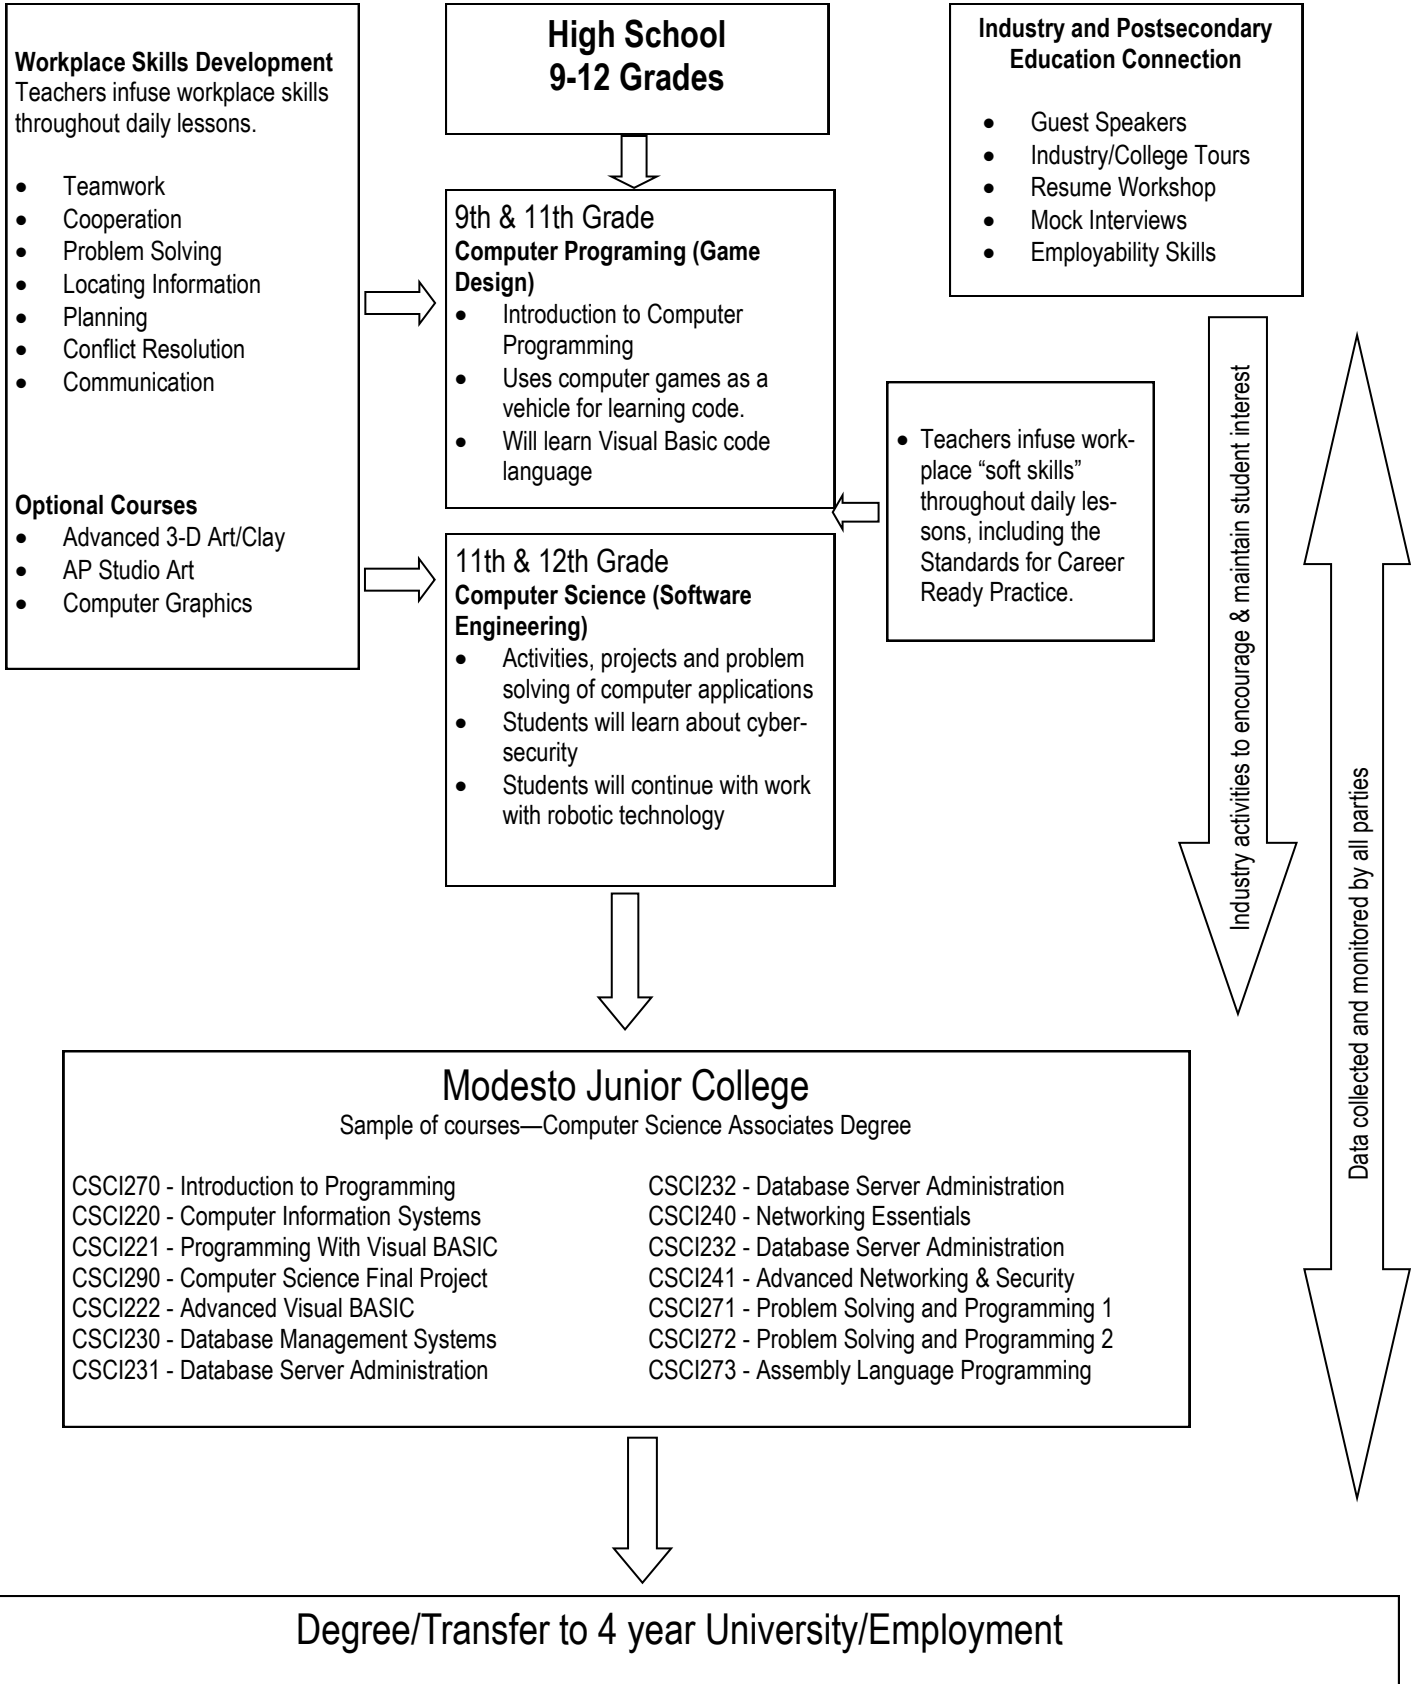 Workplace Skills Development
Teachers infuse workplace skills
throughout daily lessons.
• Teamwork
• Cooperation
• Problem Solving
• Locating Information
• Planning
• Conflict Resolution
• Communication
Optional Courses
• Advanced 3-D Art/Clay
• AP Studio Art
• Computer Graphics
High School
9-12 Grades
9th & 11th Grade
Computer Programing (Game
Design)
• Introduction to Computer
Programming
• Uses computer games as a
vehicle for learning code.
• Will learn Visual Basic code
language
11th & 12th Grade
Computer Science (Software
Engineering)
• Activities, projects and problem
solving of computer applications
• Students will learn about cyber-
security
• Students will continue with work
with robotic technology
Industry and Postsecondary
Education Connection
• Guest Speakers
• Industry/College Tours
• Resume Workshop
• Mock Interviews
• Employability Skills
• Teachers infuse work-
place “soft skills”
throughout daily les-
sons, including the
Standards for Career
Ready Practice.
Industry activities to encourage & maintain student interest
Data collected and monitored by all parties
Modesto Junior College
Sample of courses—Computer Science Associates Degree
CSCI270 - Introduction to Programming
CSCI220 - Computer Information Systems
CSCI221 - Programming With Visual BASIC
CSCI290 - Computer Science Final Project
CSCI222 - Advanced Visual BASIC
CSCI230 - Database Management Systems
CSCI231 - Database Server Administration
CSCI232 - Database Server Administration
CSCI240 - Networking Essentials
CSCI232 - Database Server Administration
CSCI241 - Advanced Networking & Security
CSCI271 - Problem Solving and Programming 1
CSCI272 - Problem Solving and Programming 2
CSCI273 - Assembly Language Programming
Degree/Transfer to 4 year University/Employment